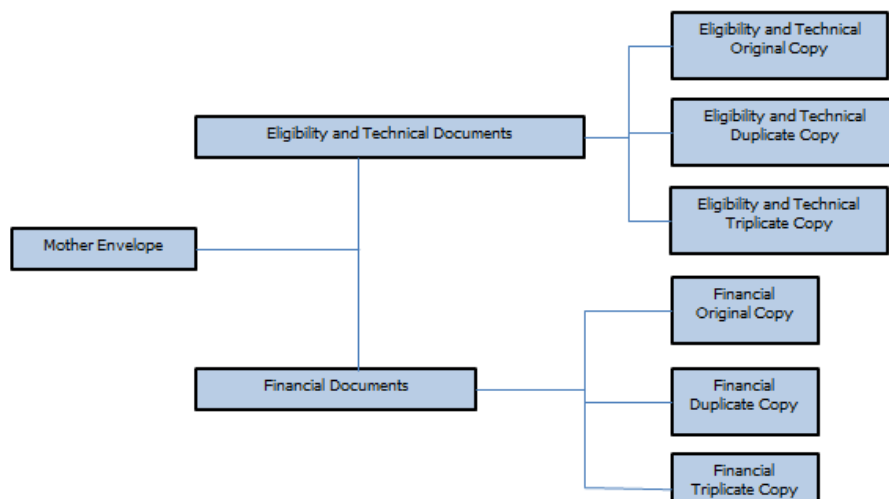 Eligibility and Technical
Original Copy
Eligibility and Technical Documents
Eligibility and Technical
Duplicate Copy
Eligibility and Technical
Triplicate Copy
Mother Envelope
Financial
Original Copy
Financial Documents
Financial
Duplicate Copy
Financial
Triplicate Copy